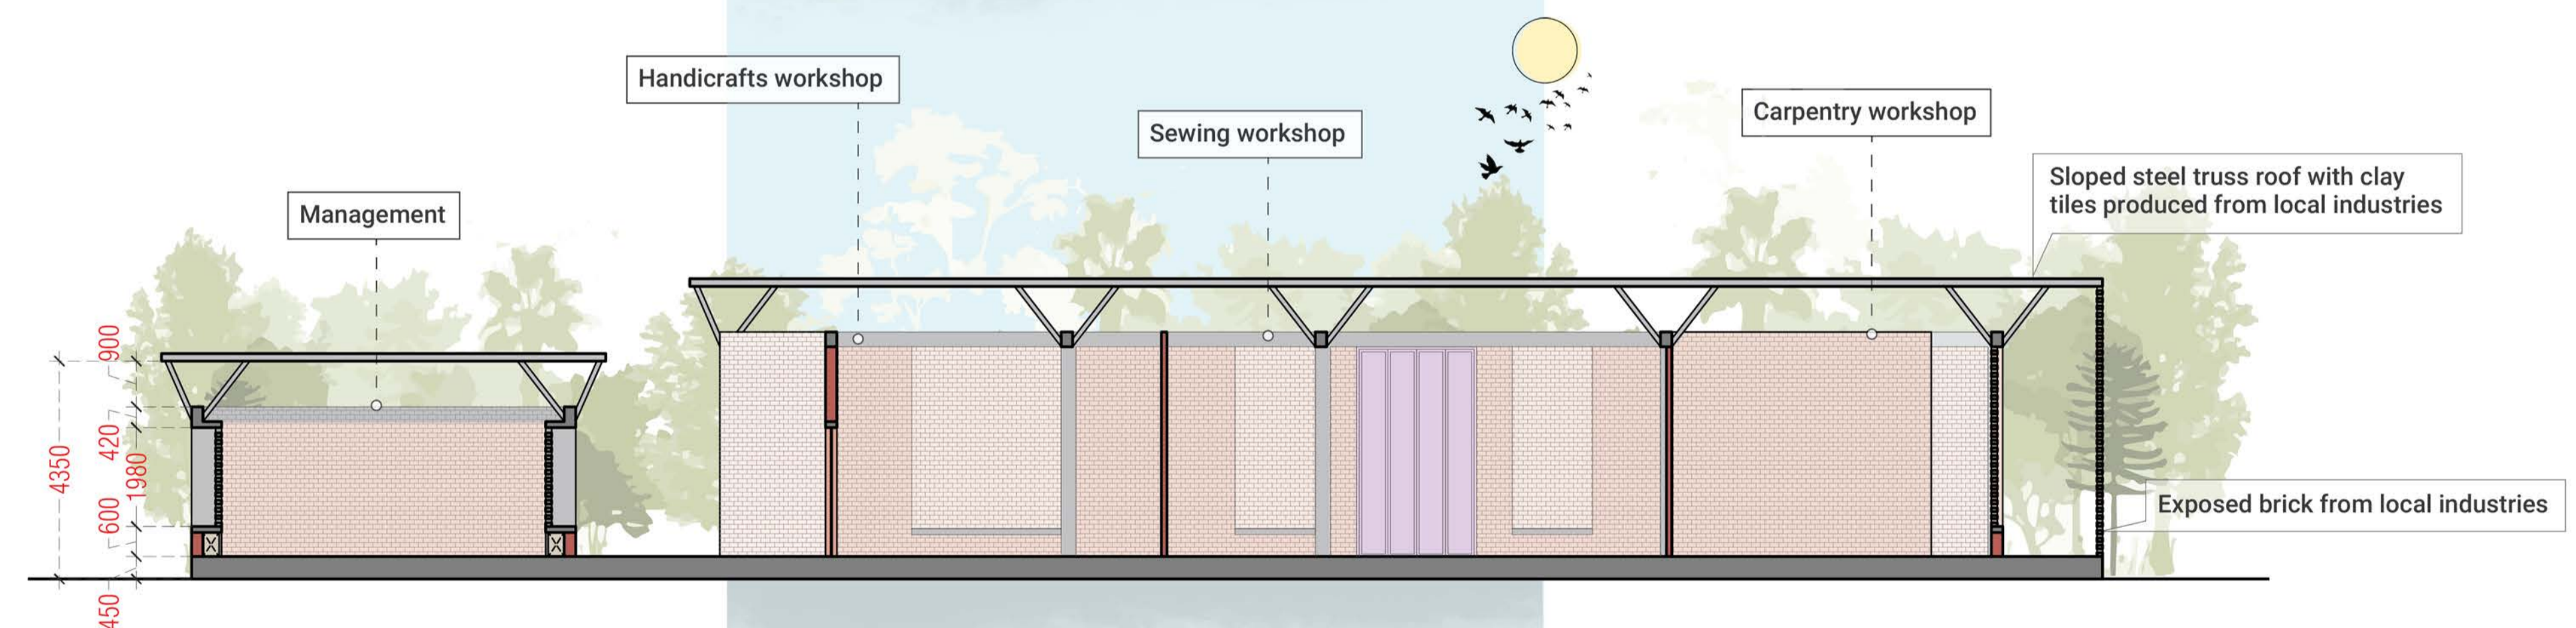 Handicrafts workshop
Sewing workshop
Carpentry workshop
Management
Sloped steel truss roof with clay
tiles produced from local industries
Exposed brick from local industries
900
420
1980
4350
600
450